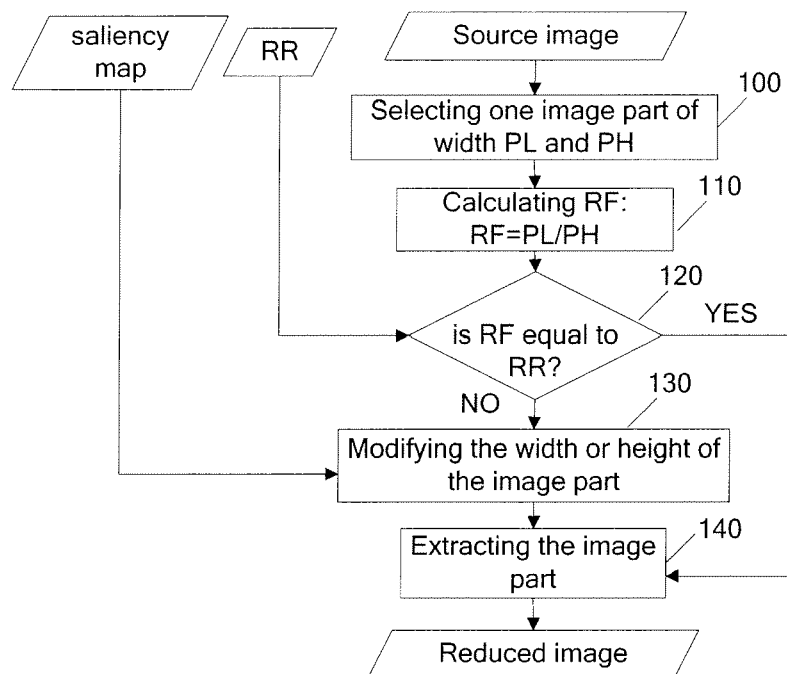 saliency
map
RR
Source image
100
Selecting one image part of
width PL and PH
110
Calculating RF:
RF=PL/PH
120
is RF equal to
RR?
YES
NO
130
Modifying the width or height of
the image part
140
Extracting the image
part
Reduced image